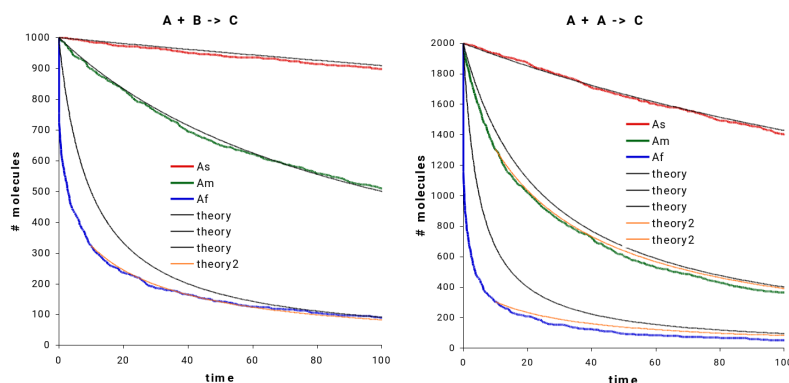 A + B -> C
1000
900
800
700
600
500
400
300
200
100
0
# molecules
As
Am
Af
theory
theory
theory
theory2
0
20
40
60
80
100
time
A + A -> C
2000
1800
1600
1400
1200
1000
800
600
400
200
0
# molecules
As
Am
Af
theory
theory
theory
theory2
theory2
0
20
40
60
80
100
time